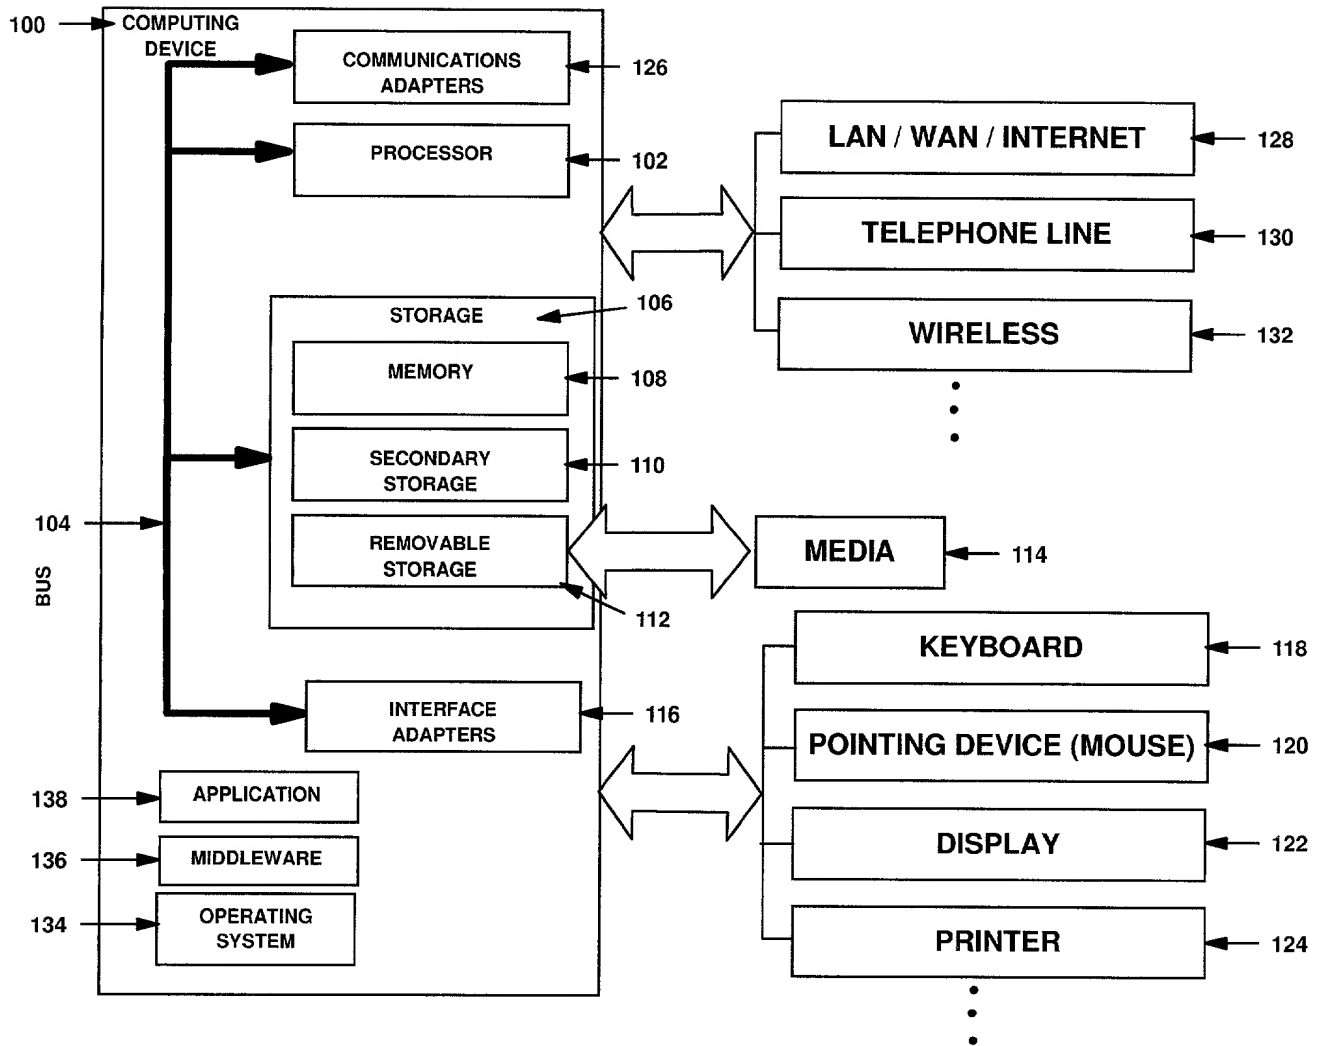 100
COMPUTING
DEVICE
COMMUNICATIONS
ADAPTERS
126
PROCESSOR
102
LAN / WAN / INTERNET
128
TELEPHONE LINE
130
WIRELESS
132
STORAGE
106
MEMORY
108
SECONDARY
STORAGE
110
REMOVABLE
STORAGE
112
104
BUS
MEDIA
114
INTERFACE
ADAPTERS
116
KEYBOARD
118
POINTING DEVICE (MOUSE)
120
DISPLAY
122
PRINTER
124
138
APPLICATION
136
MIDDLEWARE
134
OPERATING
SYSTEM